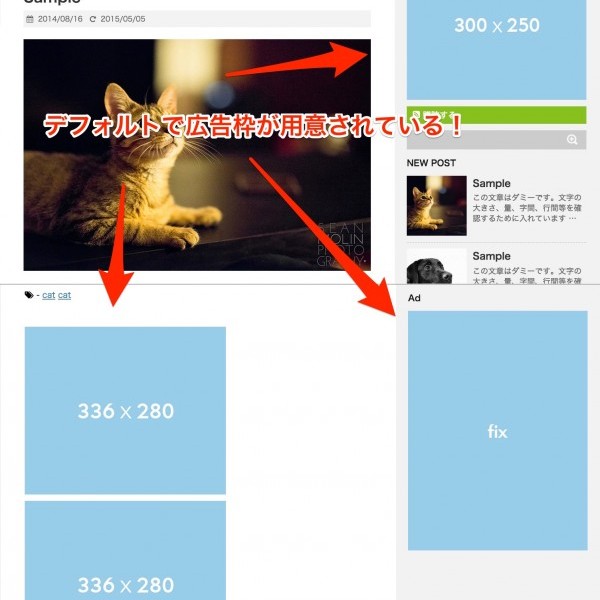 Sample
2014/08/16 2015/05/05
300 X 250
デフォルトで広告枠が用意されている！
NEW POST
Sample
この文章はダミーです。文字の
大きさ、量、字間、行間等を確
認するために入れています …
Sample
この文章はダミーです。文字の
大きさ、量、字間、行間等を確
SEAN
MOLIN
PHOTO
GRAPHY.
- cat cat
Ad
336 X 280
fix
336 X 280